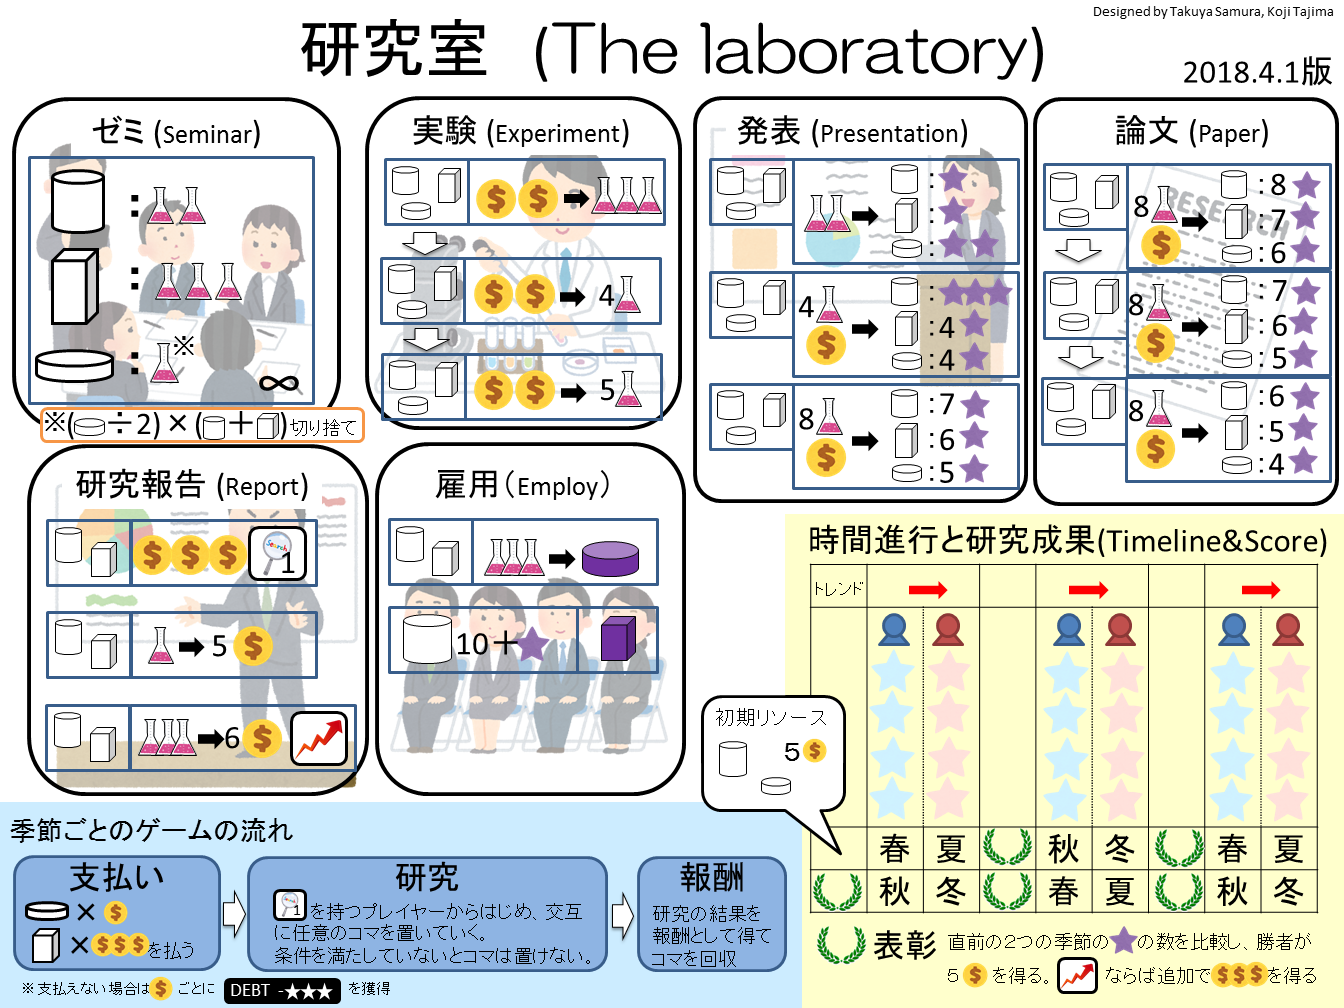 Designed by Takuya Samura, Koji Tajima
研究室 (The laboratory)
2018.4.1版
ゼミ (Seminar)
:
:
: ※
∞
※( ÷2)×( + )切り捨て
実験 (Experiment)
4
5
発表 (Presentation)
:
:
:
4
:
:4
:4
8
:7
:6
:5
論文 (Paper)
RESEARCH
8
:8
:7
:6
8
:7
:6
:5
8
:6
:5
:4
研究報告 (Report)
Search
1
5
6
雇用(Employ)
10+
時間進行と研究成果(Timeline&Score)
トレンド
初期リソース
5
春 夏 秋 冬 春 夏
秋 冬 春 夏 秋 冬
表彰 直前の2つの季節の の数を比較し、勝者が
5 を得る。 ならば追加で を得る
季節ごとのゲームの流れ
支払い
×
× を払う
※支払えない場合は ごとに DEBT -★★★ を獲得
研究
1 を持つプレイヤーからはじめ、交互
に任意のコマを置いていく。
条件を満たしていないとコマは置けない。
報酬
研究の結果を
報酬として得て
コマを回収